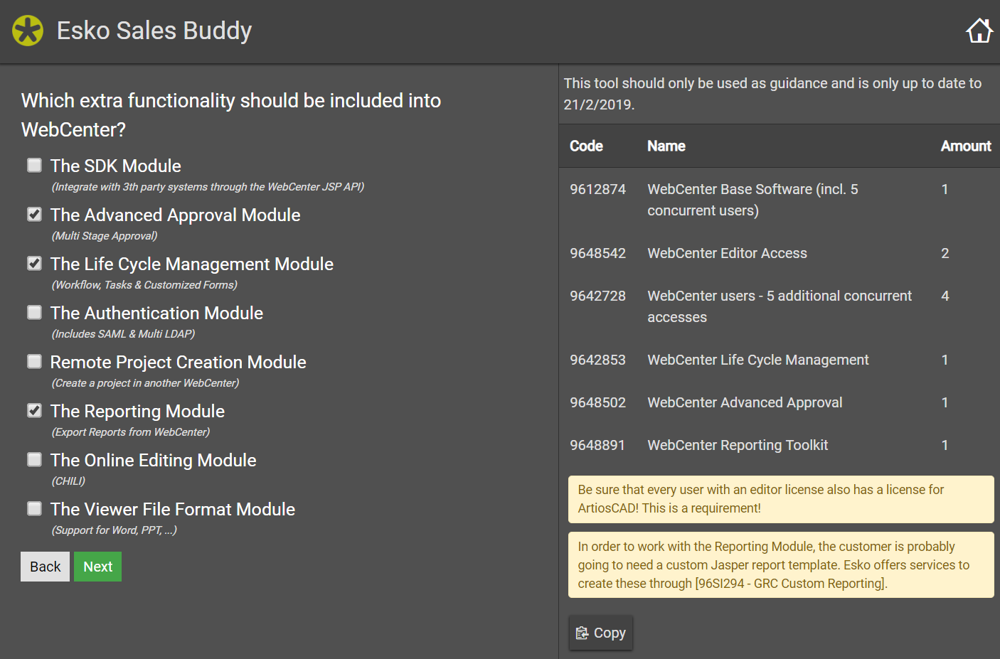 Esko Sales Buddy
Which extra functionality should be included into
WebCenter?
The SDK Module
(Integrate with 3th party systems through the WebCenter JSP API)
The Advanced Approval Module
(Multi Stage Approval)
The Life Cycle Management Module
(Workflow, Tasks & Customized Forms)
The Authentication Module
(Includes SAML & Multi LDAP)
Remote Project Creation Module
(Create a project in another WebCenter)
The Reporting Module
(Export Reports from WebCenter)
The Online Editing Module
(CHILI)
The Viewer File Format Module
(Support for Word, PPT, ...)
Back Next
This tool should only be used as guidance and is only up to date to
21/2/2019.
Code Name Amount
9612874 WebCenter Base Software (incl. 5 1
concurrent users)
9648542 WebCenter Editor Access 2
9642728 WebCenter users - 5 additional concurrent 4
accesses
9642853 WebCenter Life Cycle Management 1
9648502 WebCenter Advanced Approval 1
9648891 WebCenter Reporting Toolkit 1
Be sure that every user with an editor license also has a license for
ArtiosCAD! This is a requirement!
In order to work with the Reporting Module, the customer is probably
going to need a custom Jasper report template. Esko offers services to
create these through [96SI294 - GRC Custom Reporting].
Copy